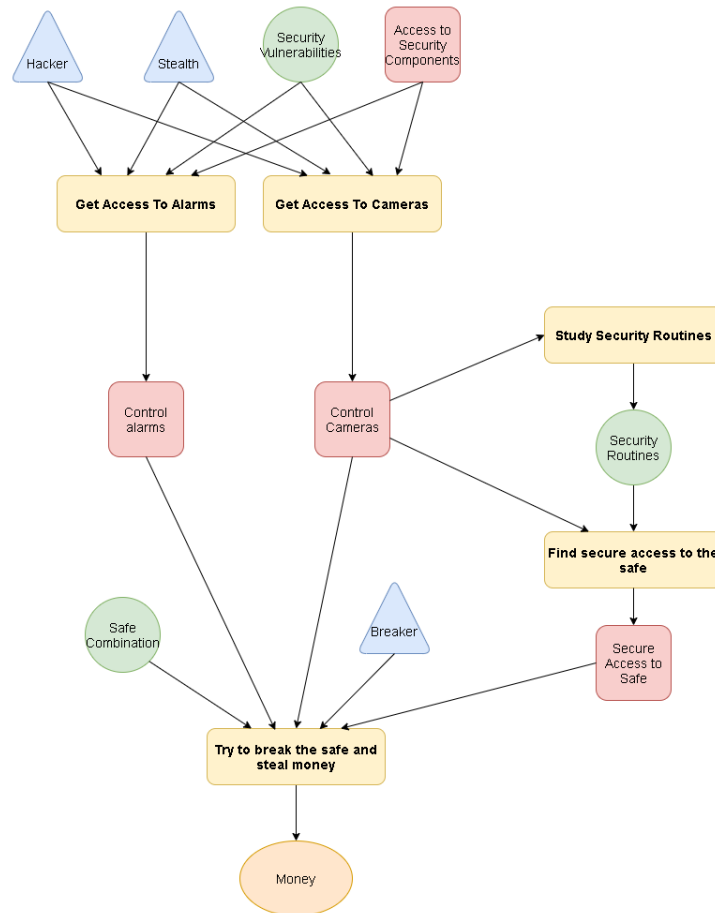 Hacker
Stealth
Security
Vulnerabilities
Access to
Security
Components
Get Access To Alarms
Get Access To Cameras
Study Security Routines
Control
alarms
Control
Cameras
Security
Routines
Find secure access to the
safe
Safe
Combination
Breaker
Secure
Access to
Safe
Try to break the safe and
steal money
Money